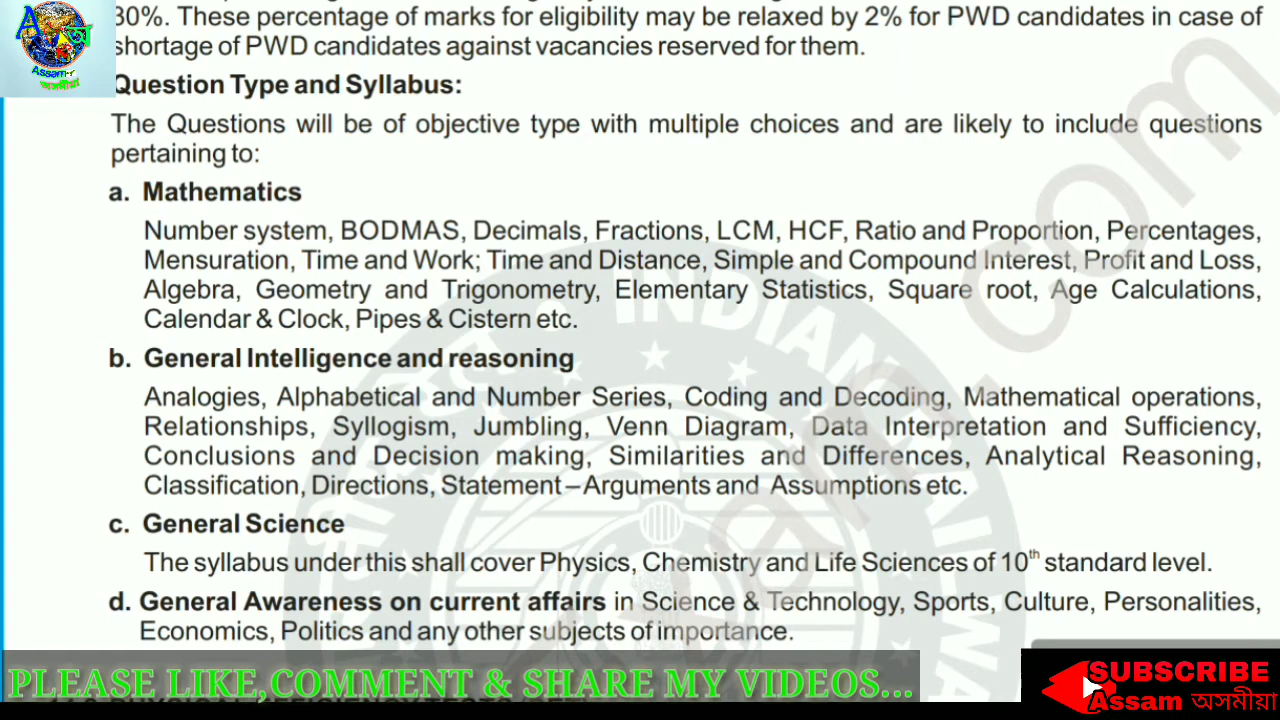 30%. These percentage of marks for eligibility may be relaxed by 2% for PWD candidates in case of
shortage of PWD candidates against vacancies reserved for them.
Assam
অসমীয়া
Question Type and Syllabus:
The Questions will be of objective type with multiple choices and are likely to include questions
pertaining to:
a. Mathematics
Number system, BODMAS, Decimals, Fractions, LCM, HCF, Ratio and Proportion, Percentages,
Mensuration, Time and Work; Time and Distance, Simple and Compound Interest, Profit and Loss,
Algebra, Geometry and Trigonometry, Elementary Statistics, Square root, Age Calculations,
Calendar & Clock, Pipes & Cistern etc.
b. General Intelligence and reasoning
Analogies, Alphabetical and Number Series, Coding and Decoding, Mathematical operations,
Relationships, Syllogism, Jumbling, Venn Diagram, Data Interpretation and Sufficiency,
Conclusions and Decision making, Similarities and Differences, Analytical Reasoning,
Classification, Directions, Statement – Arguments and Assumptions etc.
c. General Science
The syllabus under this shall cover Physics, Chemistry and Life Sciences of 10th standard level.
d. General Awareness on current affairs in Science & Technology, Sports, Culture, Personalities,
Economics, Politics and any other subjects of importance.
PLEASE LIKE,COMMENT & SHARE MY VIDEOS...
SUBSCRIBE
Assam অসমীয়া